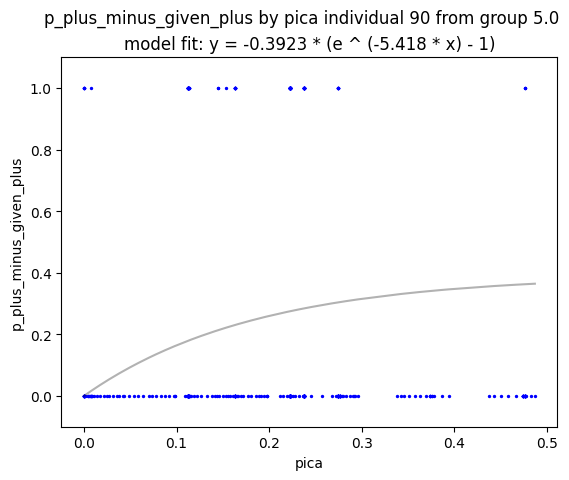 p_plus_minus_given_plus by pica individual 90 from group 5.0
model fit: y = -0.3923 * (e ^ (-5.418 * x) - 1)
1.0
0.8
0.6
0.4
0.2
0.0
p_plus_minus_given_plus
0.0 0.1 0.2 0.3 0.4 0.5
pica